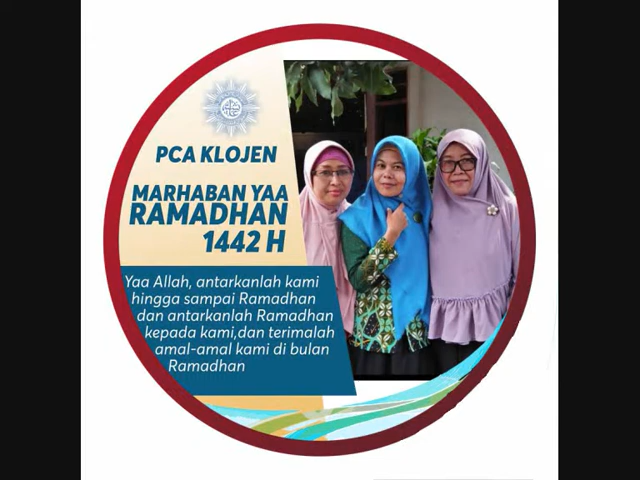 PCA KLOJEN
MARHABAN YAA
RAMADHAN
1442 H
Yaa Allah, antarkanlah kami
hingga sampai Ramadhan
dan antarkanlah Ramadhan
kepada kami,dan terimalah
amal-amal kami di bulan
Ramadhan